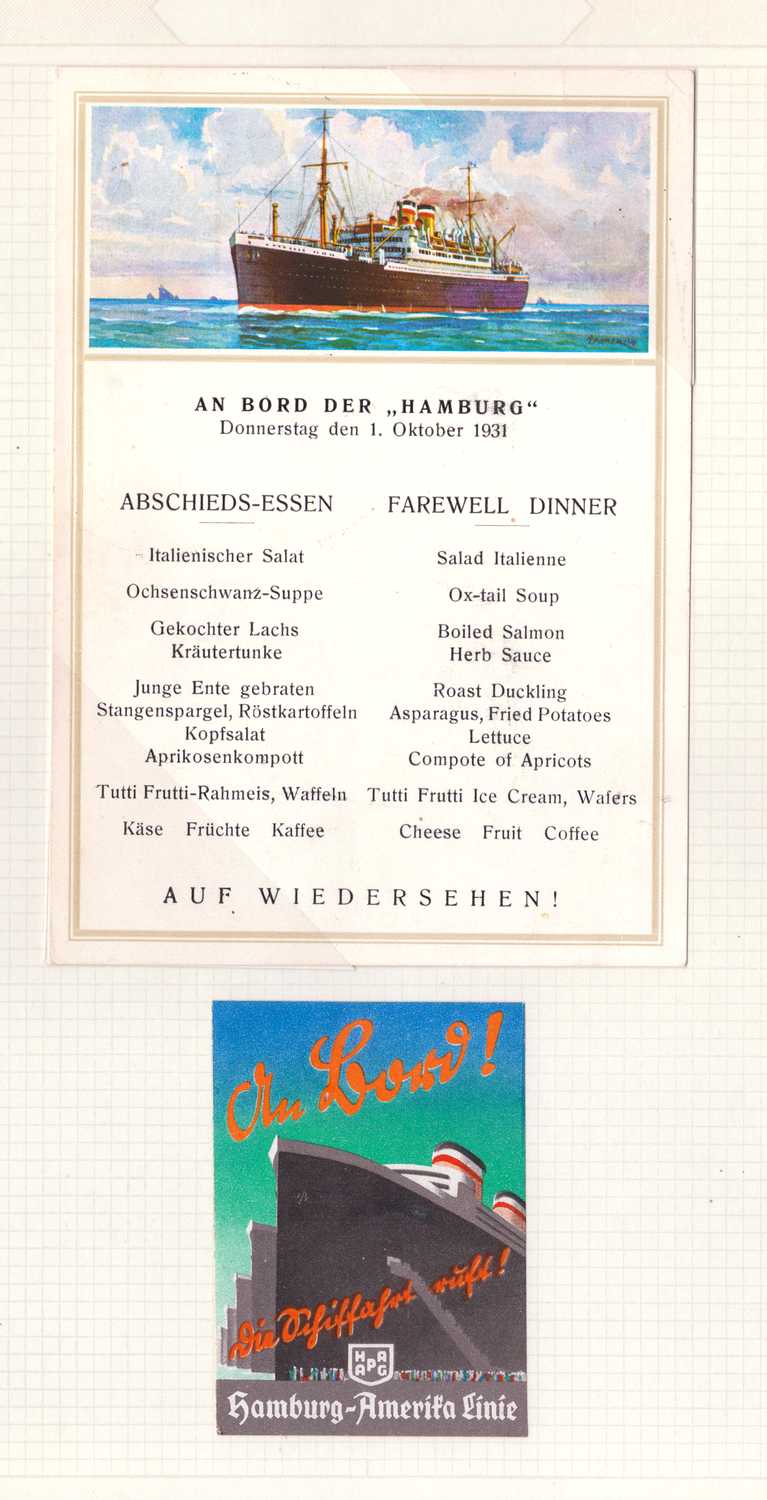 AN BORD DER „HAMBURG“
Donnerstag den 1. Oktober 1931
ABSCHIEDS-ESSEN
Italienischer Salat
Ochsenschwanz-Suppe
Gekochter Lachs
Kräutertunke
Junge Ente gebraten
Stangenspargel, Röstkartoffeln
Kopfsalat
Aprikosenkompott
Tutti Frutti-Rahmeis, Waffeln
Käse Früchte Kaffee
FAREWELL DINNER
Salad Italienne
Ox-tail Soup
Boiled Salmon
Herb Sauce
Roast Duckling
Asparagus, Fried Potatoes
Lettuce
Compote of Apricots
Tutti Frutti Ice Cream, Wafers
Cheese Fruit Coffee
AUF WIEDERSEHEN!
An Bord!
Die Schiffahrt ruft!
HAPAG
Hamburg-Amerika Linie